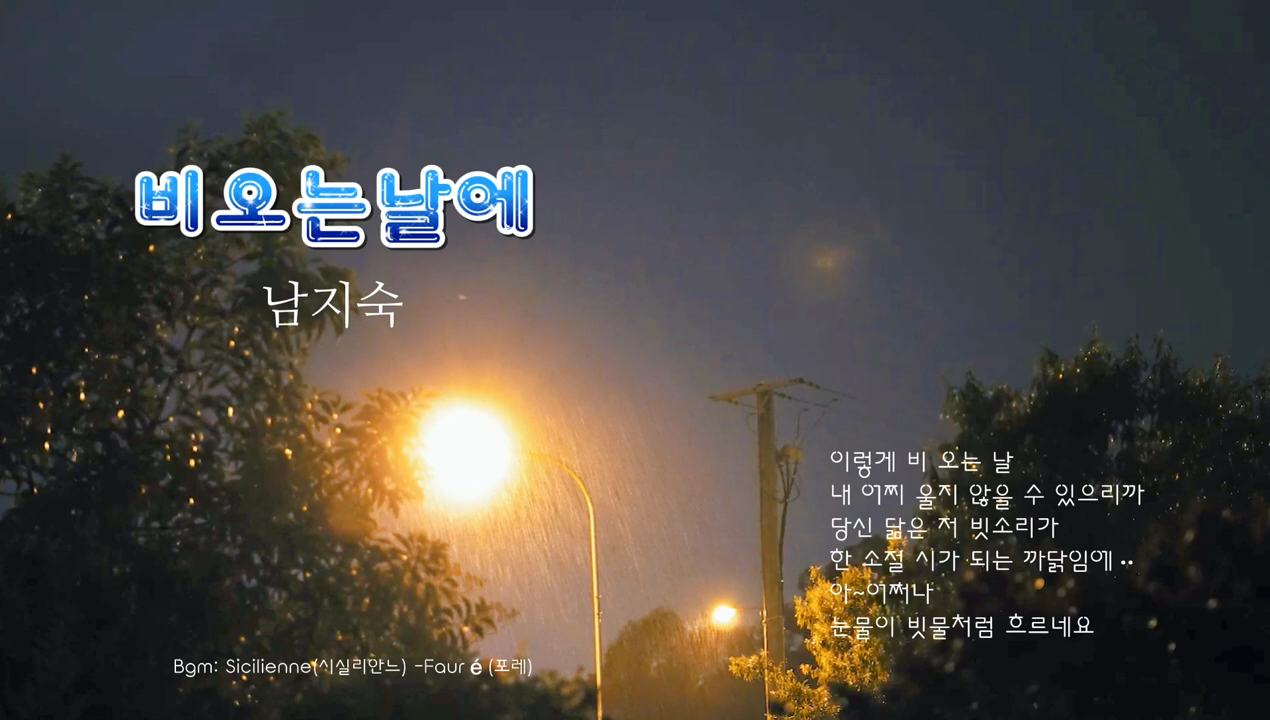 비오는날에
남지숙
이렇게 비 오는 날
내 어찌 울지 않을 수 있으리까
당신 닮은 저 빗소리가
한 소절 시가 되는 까닭임에 ..
아~어쩌나
눈물이 빗물처럼 흐르네요
Bgm: Sicilienne(시실리안느) -Fauré (포레)